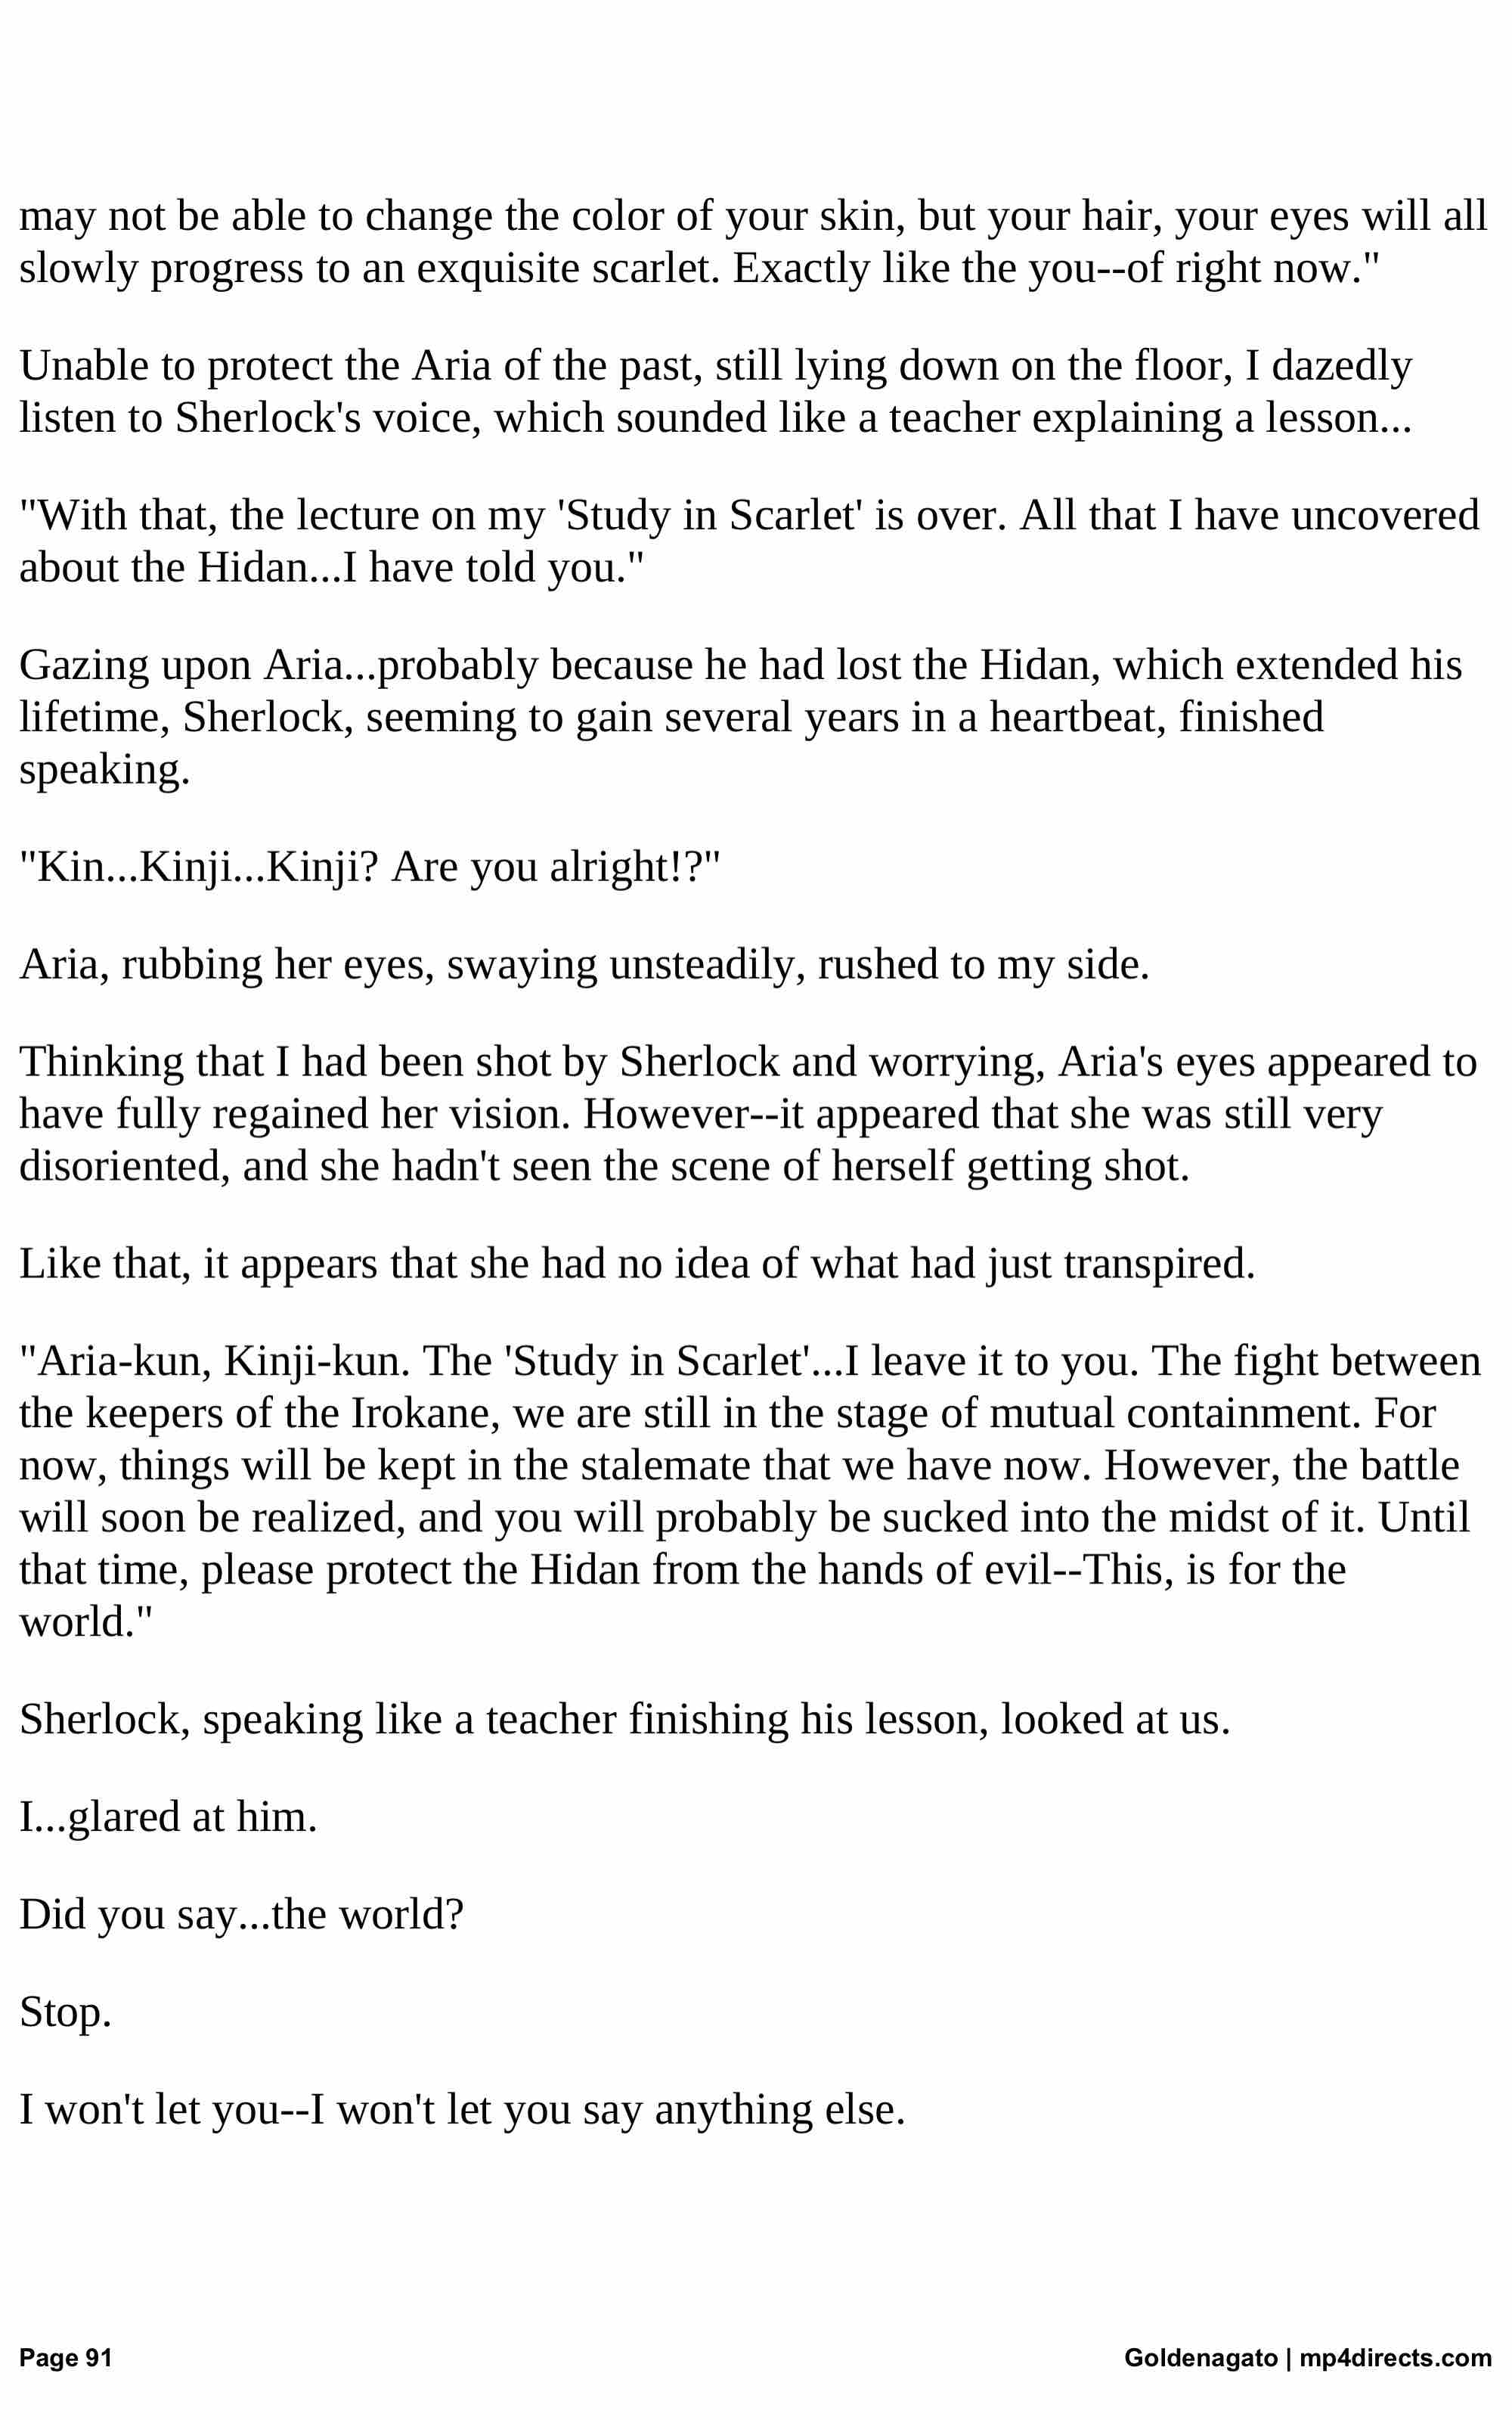 may not be able to change the color of your skin, but your hair, your eyes will all
slowly progress to an exquisite scarlet. Exactly like the you--of right now."
Unable to protect the Aria of the past, still lying down on the floor, I dazedly
listen to Sherlock's voice, which sounded like a teacher explaining a lesson...
"With that, the lecture on my 'Study in Scarlet' is over. All that I have uncovered
about the Hidan...I have told you."
Gazing upon Aria...probably because he had lost the Hidan, which extended his
lifetime, Sherlock, seeming to gain several years in a heartbeat, finished
speaking.
"Kin...Kinji...Kinji? Are you alright!?"
Aria, rubbing her eyes, swaying unsteadily, rushed to my side.
Thinking that I had been shot by Sherlock and worrying, Aria's eyes appeared to
have fully regained her vision. However--it appeared that she was still very
disoriented, and she hadn't seen the scene of herself getting shot.
Like that, it appears that she had no idea of what had just transpired.
"Aria-kun, Kinji-kun. The 'Study in Scarlet'...I leave it to you. The fight between
the keepers of the Irokane, we are still in the stage of mutual containment. For
now, things will be kept in the stalemate that we have now. However, the battle
will soon be realized, and you will probably be sucked into the midst of it. Until
that time, please protect the Hidan from the hands of evil--This, is for the
world."
Sherlock, speaking like a teacher finishing his lesson, looked at us.
I...glared at him.
Did you say...the world?
Stop.
I won't let you--I won't let you say anything else.
Page 91
Goldenagato | mp4directs.com